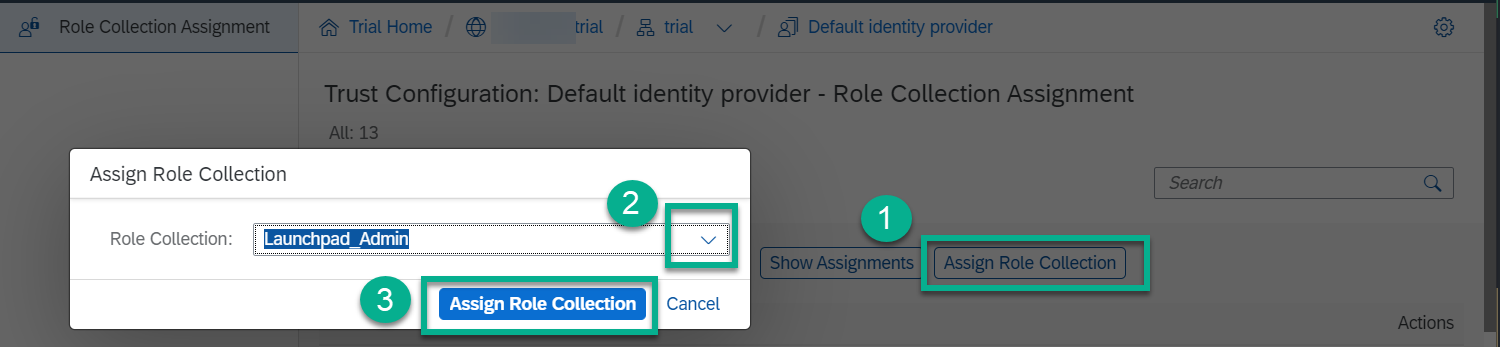 Role Collection Assignment
Trial Home / trial / trial / Default identity provider
Trust Configuration: Default identity provider - Role Collection Assignment
All: 13
Assign Role Collection
Search
2
1
Role Collection: Launchpad_Admin
Show Assignments Assign Role Collection
3
Assign Role Collection Cancel
Actions